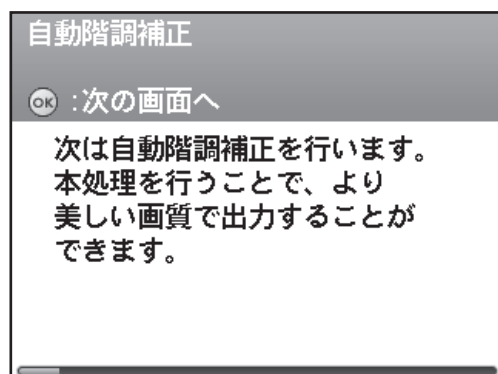 自動階調補正
OK :次の画面へ
次は自動階調補正を行います。
本処理を行うことで、より
美しい画質で出力することが
できます。